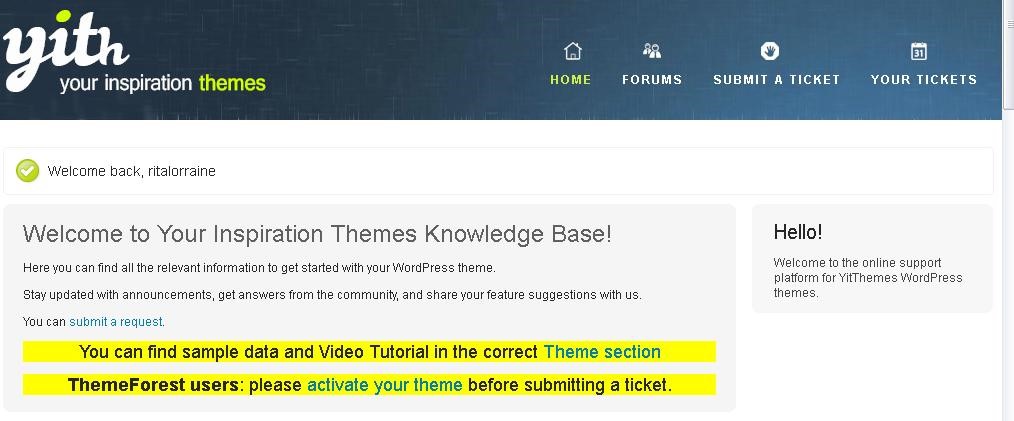 yith
your inspiration themes
31
HOME FORUMS SUBMIT A TICKET YOUR TICKETS
Welcome back, ritalorraine
Welcome to Your Inspiration Themes Knowledge Base!
Here you can find all the relevant information to get started with your WordPress theme.
Stay updated with announcements, get answers from the community, and share your feature suggestions with us.
You can submit a request.
You can find sample data and Video Tutorial in the correct Theme section
ThemeForest users: please activate your theme before submitting a ticket.
Hello!
Welcome to the online support
platform for YitThemes WordPress
themes.